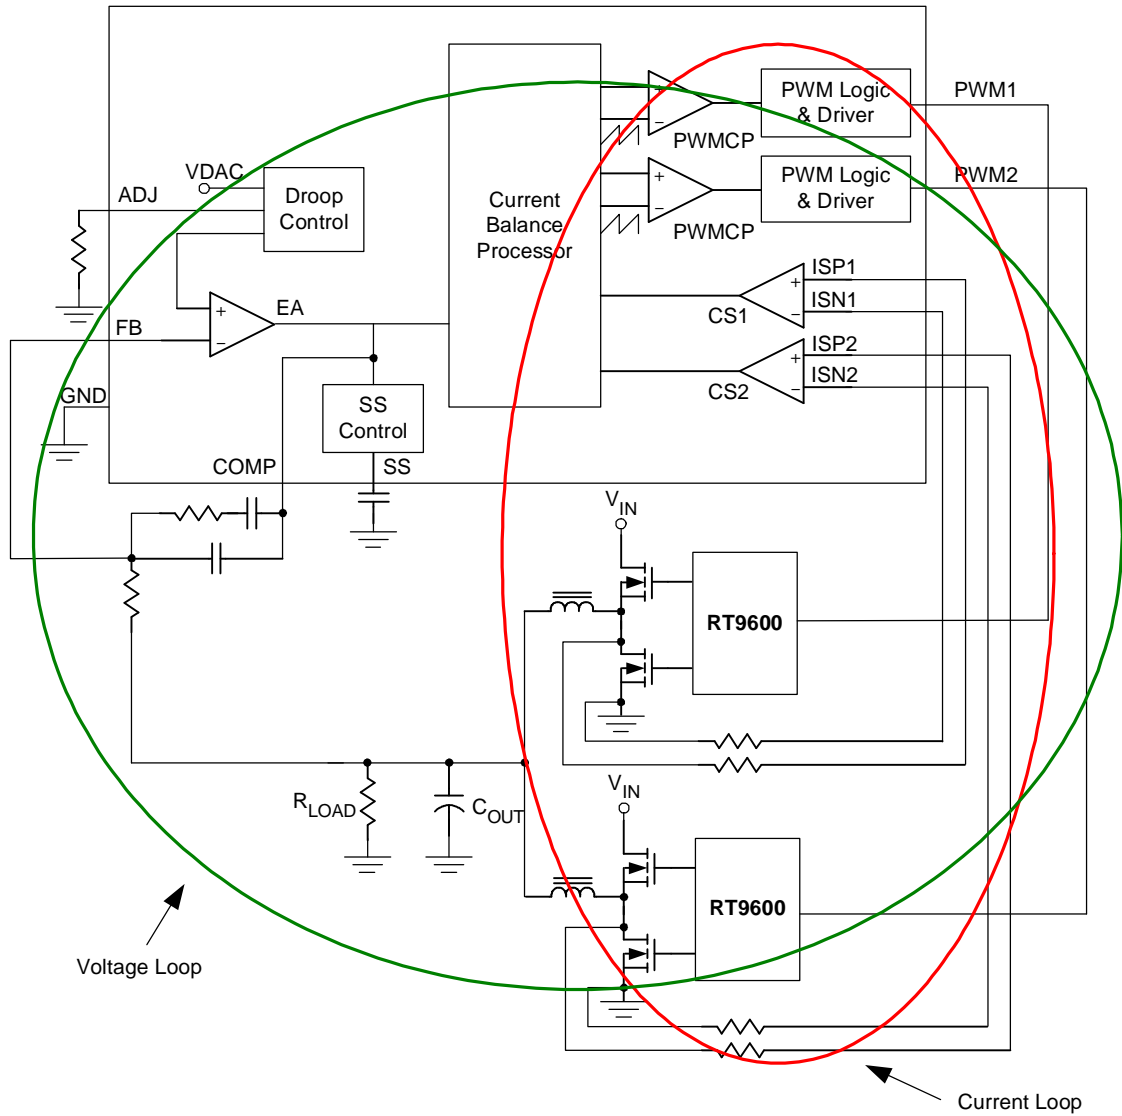 PWM Logic
& Driver
PWM1
+
−
PWMCP
VDAC
ADJ
Droop
Control
Current
Balance
Processor
+
−
PWMCP
PWM Logic
& Driver
PWM2
EA
FB
+
−
CS1
+
−
ISP1
ISN1
CS2
+
−
ISP2
ISN2
GND
SS
Control
COMP
SS
VIN
RT9600
RLOAD
COUT
VIN
RT9600
Voltage Loop
Current Loop